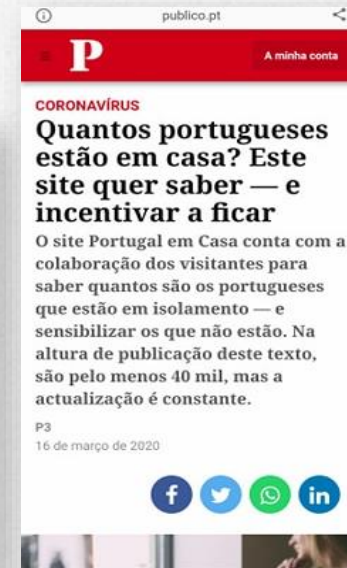 publico.pt
P
A minha conta
CORONAVÍRUS
Quantos portugueses
estão em casa? Este
site quer saber — e
incentivar a ficar
O site Portugal em Casa conta com a
colaboração dos visitantes para
saber quantos são os portugueses
que estão em isolamento — e
sensibilizar os que não estão. Na
altura de publicação deste texto,
são pelo menos 40 mil, mas a
actualização é constante.
P3
16 de março de 2020
f
in